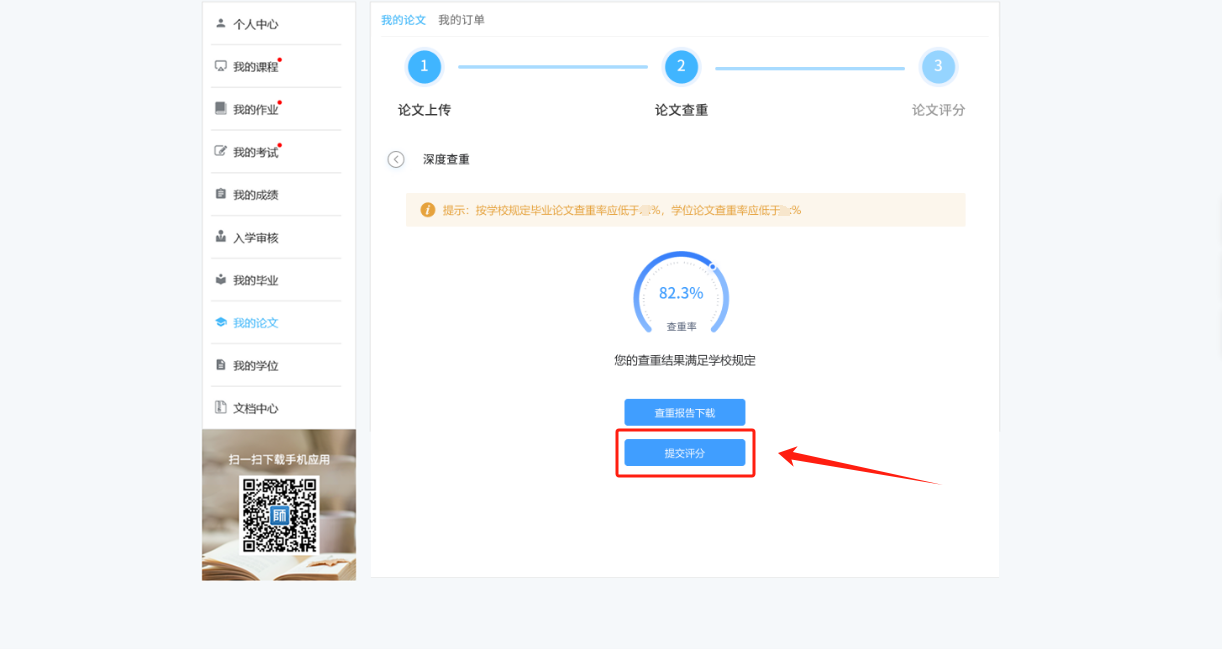 个人中心
我的课程
我的作业
我的考试
我的成绩
入学审核
我的毕业
我的论文
我的学位
文档中心
扫一扫下载手机应用
師
我的论文 我的订单
1 2 3
论文上传 论文查重 论文评分
深度查重
提示：按学校规定毕业论文查重率应低于%，学位论文查重率应低于%
82.3%
查重率
您的查重结果满足学校规定
查重报告下载
提交评分